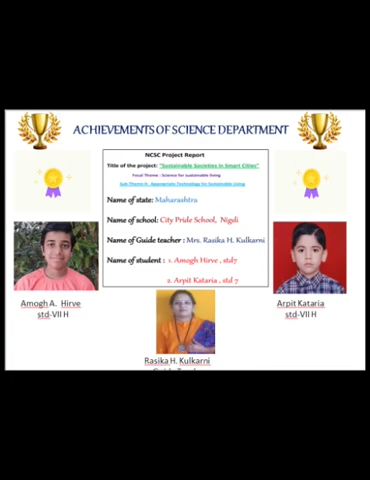 ACHIEVEMENTS OF SCIENCE DEPARTMENT
NCSC Project Report
Title of the project: "Sustainable Societies in Smart Cities"
Focal Theme : Science for sustainable living
Sub Theme-II : Appropriate Technology for Sustainable Living
Name of state: Maharashtra
Name of school: City Pride School, Nigdi
Name of Guide teacher : Mrs. Rasika H. Kulkarni
Name of student : 1. Amogh Hirve , std7
2. Arpit Kataria , std 7
Amogh A. Hirve
std-VII H
Arpit Kataria
std-VII H
Rasika H. Kulkarni